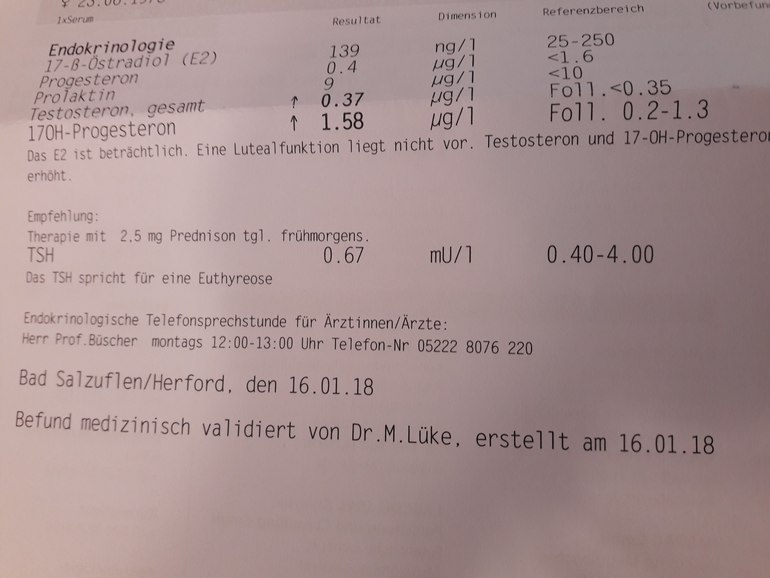 1xSerum Resultat Dimension Referenzbereich
Endokrinologie
17-ß-Östradiol (E2) 139 ng/l 25-250
Progesteron 0.4 µg/l <1.6
Prolaktin 9 µg/l <10
Testosteron, gesamt ↑ 0.37 µg/l Foll.<0.35
17OH-Progesteron ↑ 1.58 µg/l Foll. 0.2-1.3
Das E2 ist beträchtlich. Eine Lutealfunktion liegt nicht vor. Testosteron und 17-OH-Progesteron
erhöht.
Empfehlung:
Therapie mit 2,5 mg Prednison tgl. frühmorgens.
TSH 0.67 mU/l 0.40-4.00
Das TSH spricht für eine Euthyreose
Endokrinologische Telefonsprechstunde für Ärztinnen/Ärzte:
Herr Prof.Büscher montags 12:00-13:00 Uhr Telefon-Nr 05222 8076 220
Bad Salzuflen/Herford, den 16.01.18
Befund medizinisch validiert von Dr.M.Lüke, erstellt am 16.01.18